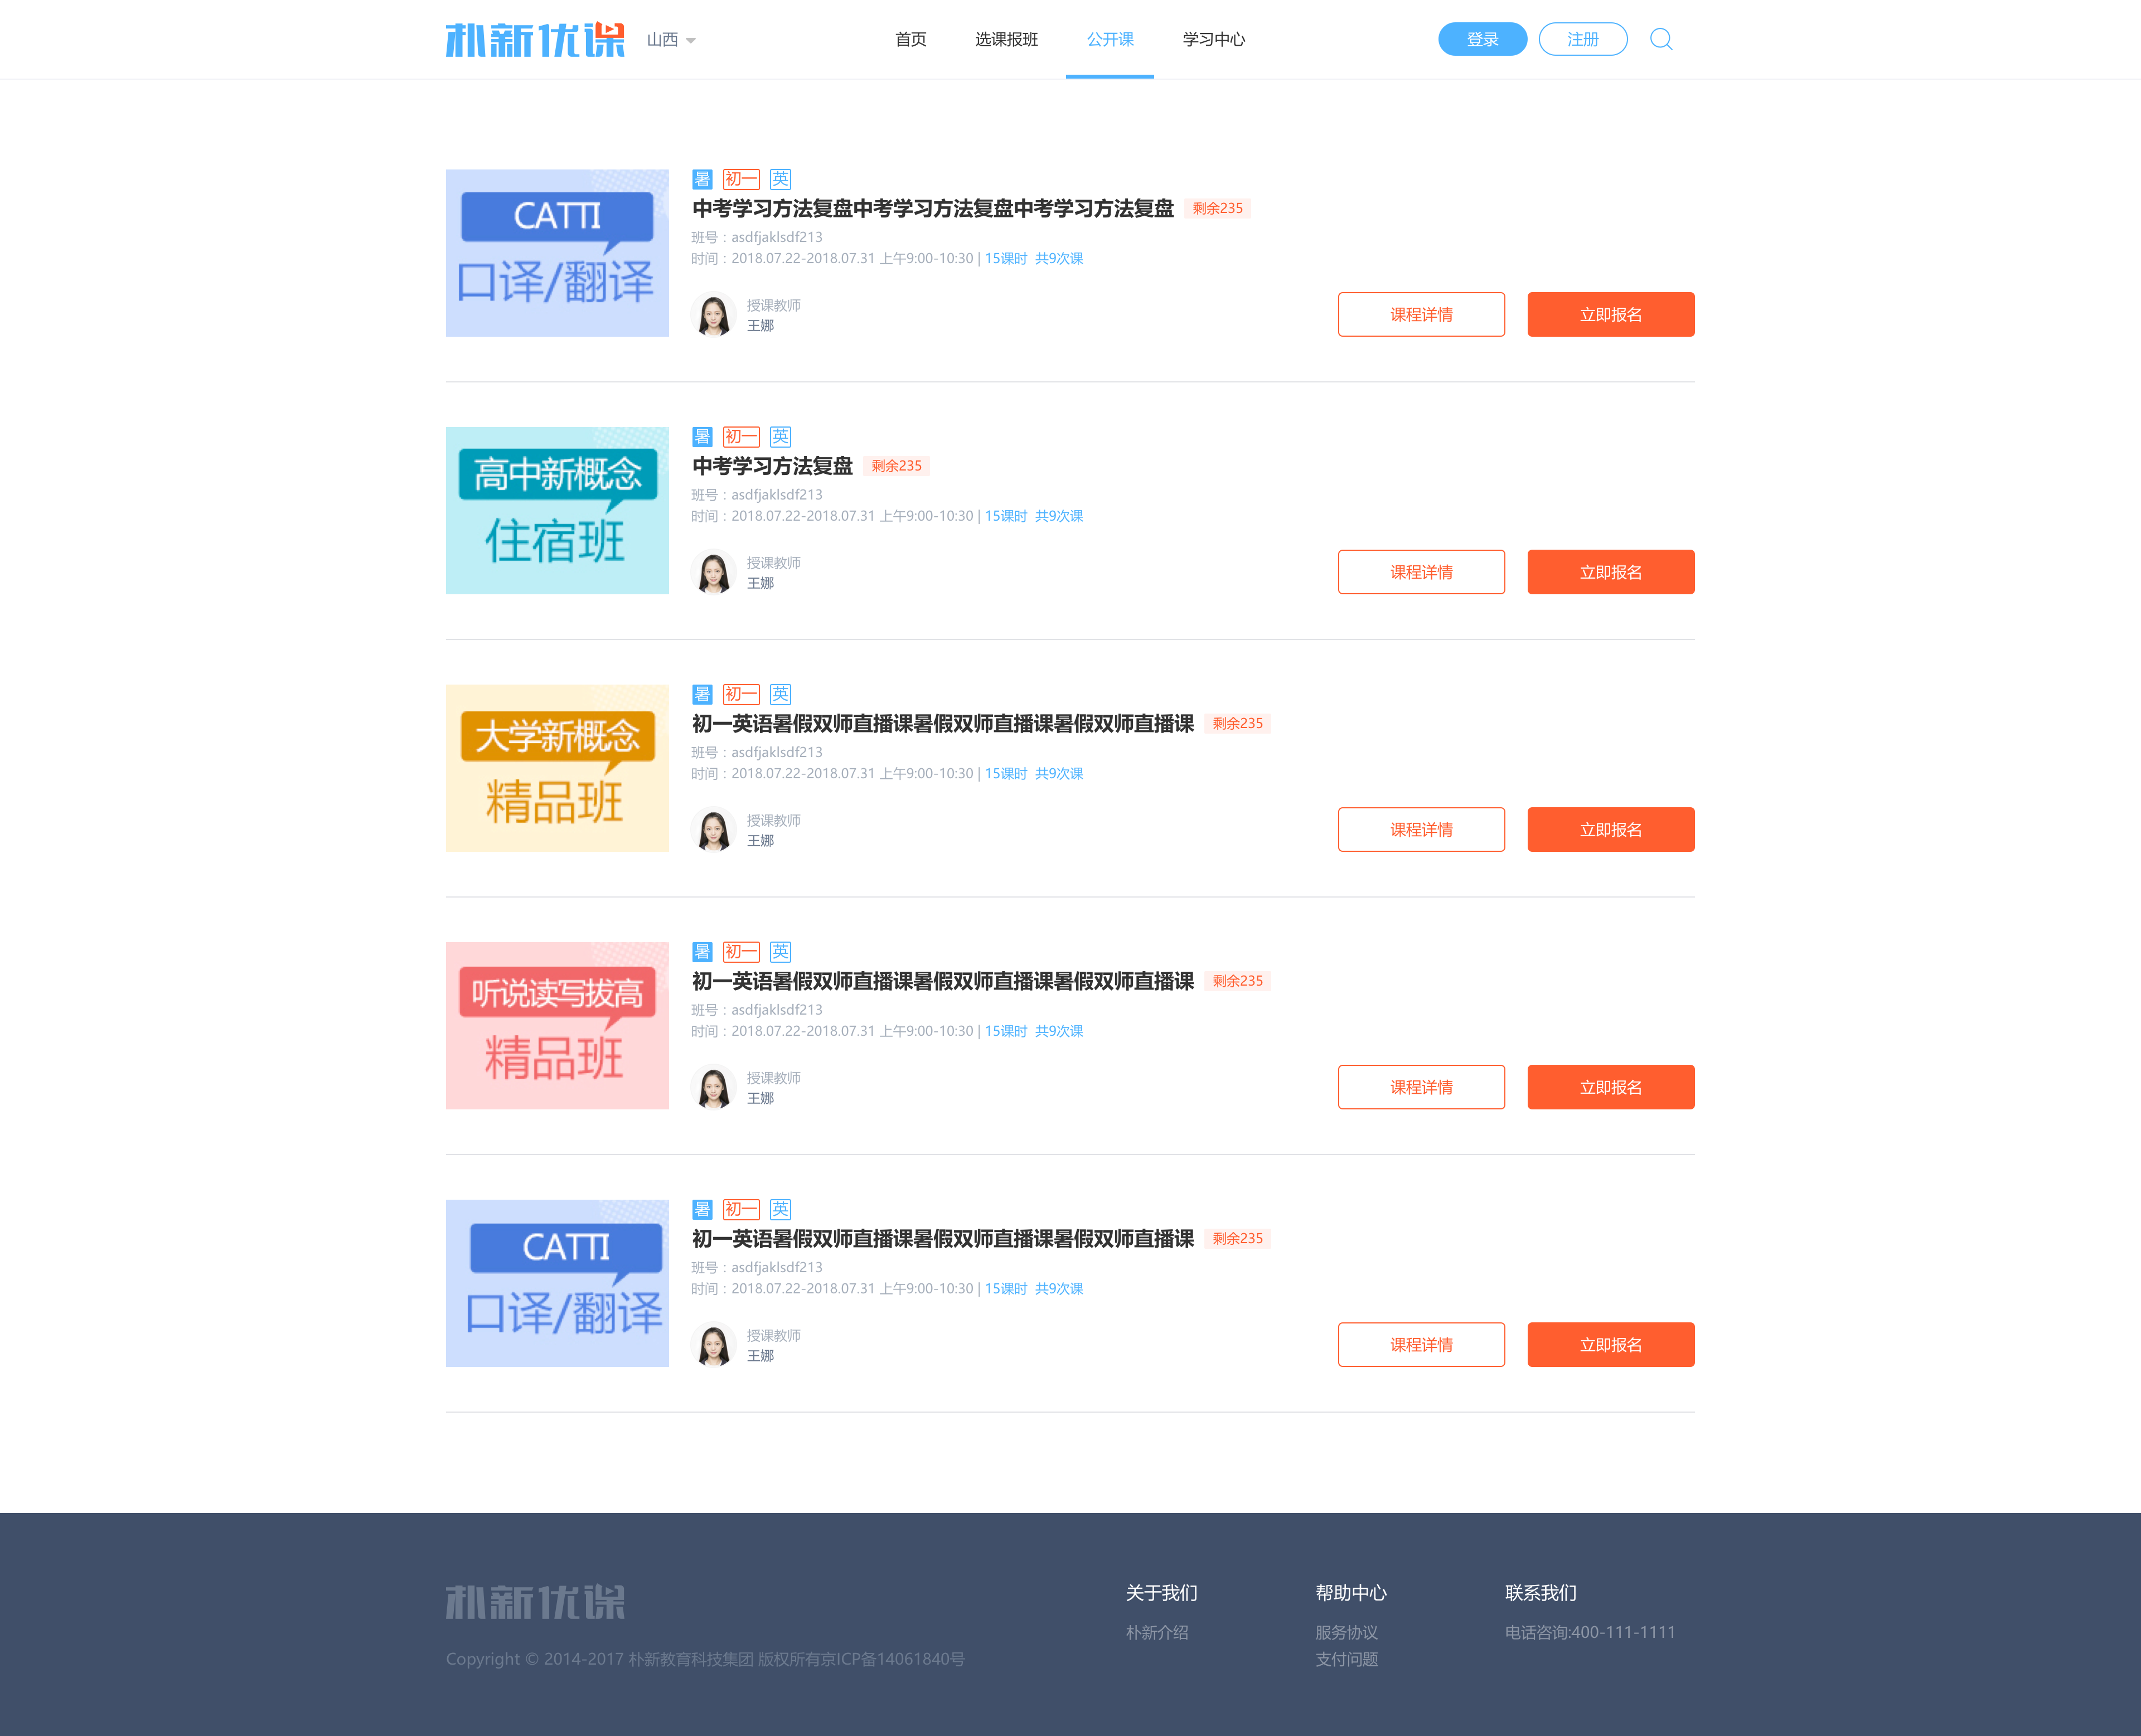 朴新优课 山西
首页 选课报班 公开课 学习中心
登录 注册
CATTI
口译/翻译
暑 初一 英
中考学习方法复盘中考学习方法复盘中考学习方法复盘 剩余235
班号：asdfjaklsdf213
时间：2018.07.22-2018.07.31 上午9:00-10:30 | 15课时 共9次课
授课教师
王娜
课程详情 立即报名
高中新概念
住宿班
暑 初一 英
中考学习方法复盘 剩余235
班号：asdfjaklsdf213
时间：2018.07.22-2018.07.31 上午9:00-10:30 | 15课时 共9次课
授课教师
王娜
课程详情 立即报名
大学新概念
精品班
暑 初一 英
初一英语暑假双师直播课暑假双师直播课暑假双师直播课 剩余235
班号：asdfjaklsdf213
时间：2018.07.22-2018.07.31 上午9:00-10:30 | 15课时 共9次课
授课教师
王娜
课程详情 立即报名
听说读写拔高
精品班
暑 初一 英
初一英语暑假双师直播课暑假双师直播课暑假双师直播课 剩余235
班号：asdfjaklsdf213
时间：2018.07.22-2018.07.31 上午9:00-10:30 | 15课时 共9次课
授课教师
王娜
课程详情 立即报名
CATTI
口译/翻译
暑 初一 英
初一英语暑假双师直播课暑假双师直播课暑假双师直播课 剩余235
班号：asdfjaklsdf213
时间：2018.07.22-2018.07.31 上午9:00-10:30 | 15课时 共9次课
授课教师
王娜
课程详情 立即报名
朴新优课
Copyright © 2014-2017 朴新教育科技集团 版权所有京ICP备14061840号
关于我们
朴新介绍
帮助中心
服务协议
支付问题
联系我们
电话咨询:400-111-1111